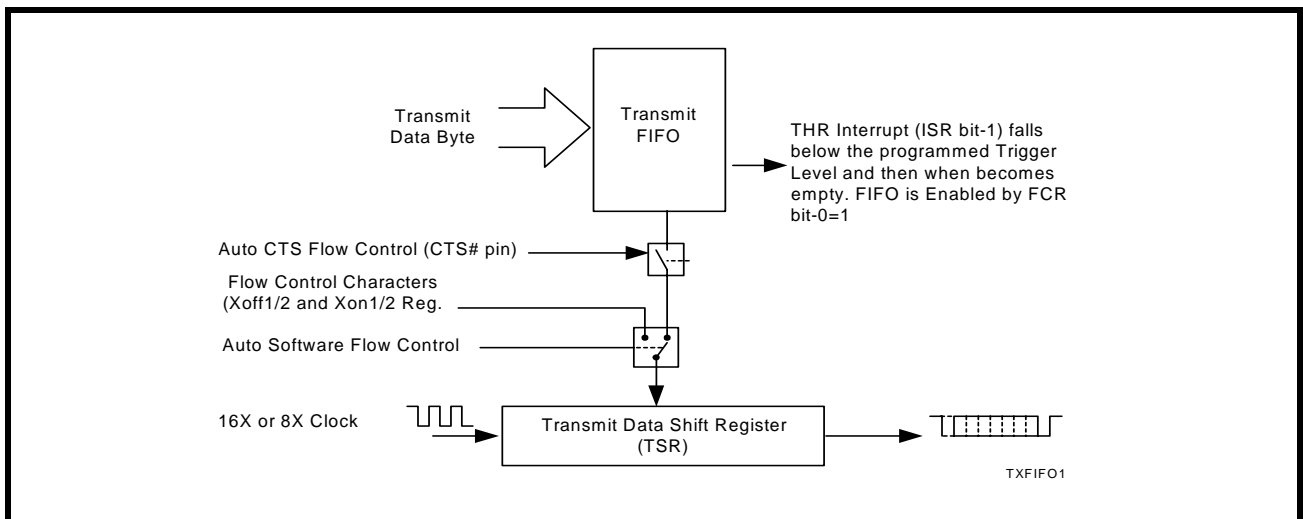 Transmit
Data Byte
Transmit
FIFO
THR Interrupt (ISR bit-1) falls
below the programmed Trigger
Level and then when becomes
empty. FIFO is Enabled by FCR
bit-0=1
Auto CTS Flow Control (CTS# pin)
Flow Control Characters
(Xoff1/2 and Xon1/2 Reg.
Auto Software Flow Control
16X or 8X Clock
Transmit Data Shift Register
(TSR)
TXFIFO1